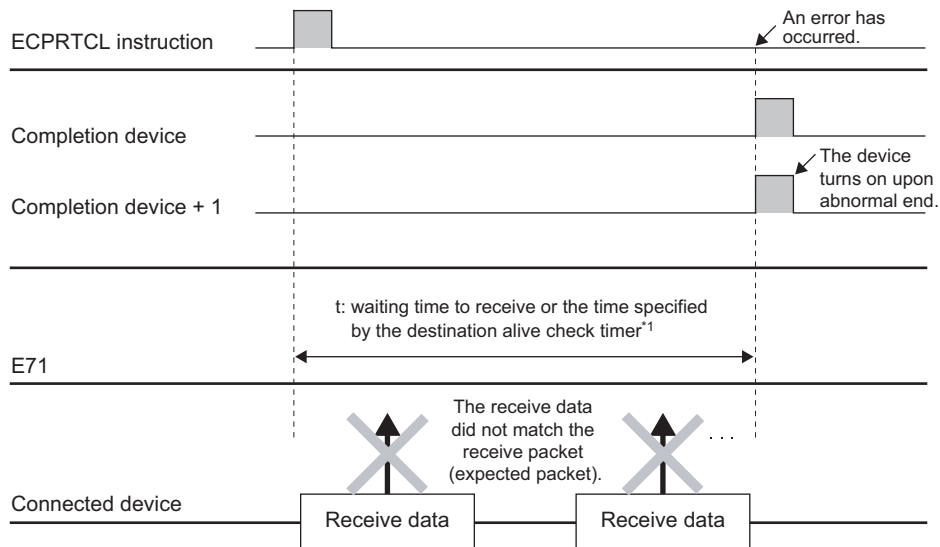 ECPRTCL instruction
An error has
occurred.
Completion device
The device
turns on upon
abnormal end.
Completion device + 1
t: waiting time to receive or the time specified
by the destination alive check timer*1
E71
The receive data
did not match the
receive packet
(expected packet).
. . .
Connected device
Receive data
Receive data